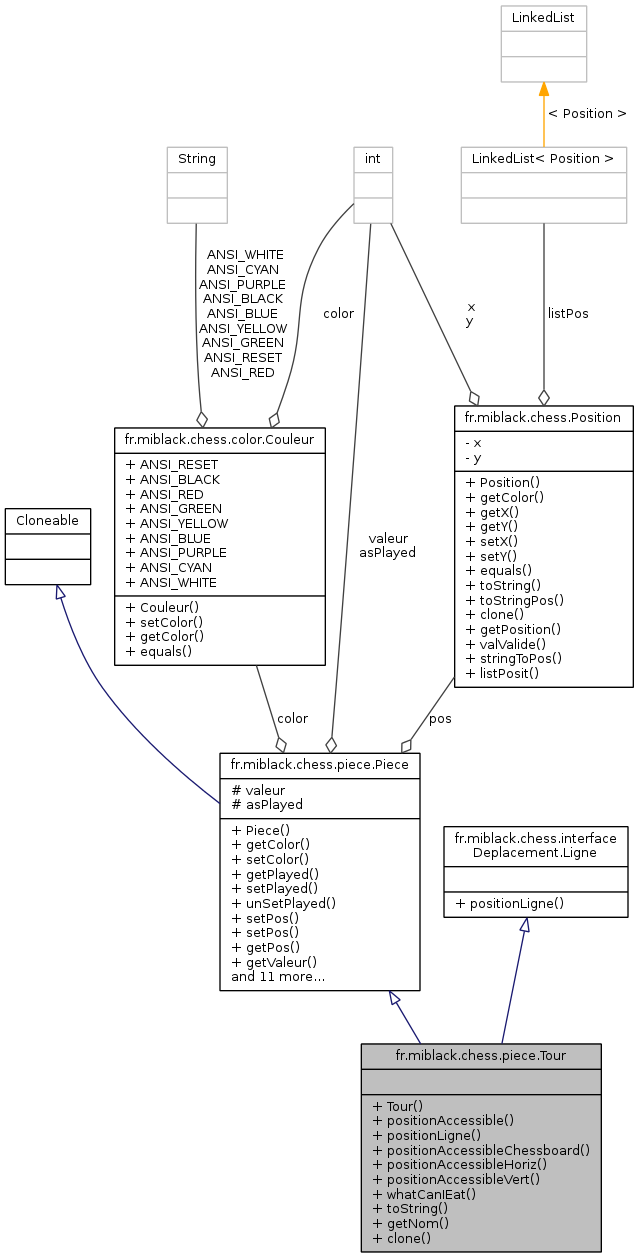 LinkedList
< Position >
String
int
LinkedList< Position >
ANSI_WHITE
ANSI_CYAN
ANSI_PURPLE
ANSI_BLACK
ANSI_BLUE
ANSI_YELLOW
ANSI_GREEN
ANSI_RESET
ANSI_RED
color
x
y
listPos
fr.miblack.chess.Position
- x
- y
+ Position()
+ getColor()
+ getX()
+ getY()
+ setX()
+ setY()
+ equals()
+ toString()
+ toStringPos()
+ clone()
+ getPosition()
+ valValide()
+ stringToPos()
+ listPosit()
fr.miblack.chess.color.Couleur
+ ANSI_RESET
+ ANSI_BLACK
+ ANSI_RED
+ ANSI_GREEN
+ ANSI_YELLOW
+ ANSI_BLUE
+ ANSI_PURPLE
+ ANSI_CYAN
+ ANSI_WHITE
+ Couleur()
+ setColor()
+ getColor()
+ equals()
Cloneable
valeur
asPlayed
color
pos
fr.miblack.chess.piece.Piece
# valeur
# asPlayed
+ Piece()
+ getColor()
+ setColor()
+ getPlayed()
+ setPlayed()
+ unSetPlayed()
+ setPos()
+ setPos()
+ getPos()
+ getValeur()
and 11 more...
fr.miblack.chess.interface
Deplacement.Ligne
+ positionLigne()
fr.miblack.chess.piece.Tour
+ Tour()
+ positionAccessible()
+ positionLigne()
+ positionAccessibleChessboard()
+ positionAccessibleHoriz()
+ positionAccessibleVert()
+ whatCanIEat()
+ toString()
+ getNom()
+ clone()